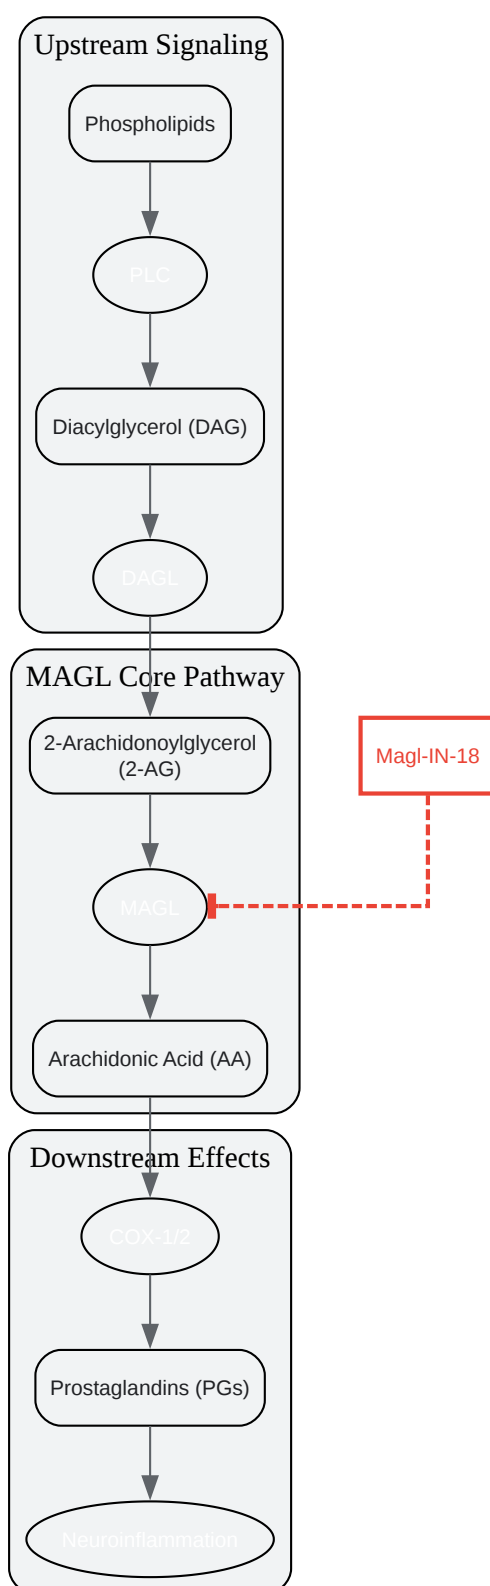 Upstream Signaling
Phospholipids
PLC
Diacylglycerol (DAG)
DAGL
MAGL Core Pathway
2-Arachidonoylglycerol
(2-AG)
Magl-IN-18
MAGL
Arachidonic Acid (AA)
Downstream Effects
COX-1/2
Prostaglandins (PGs)
Neuroinflammation